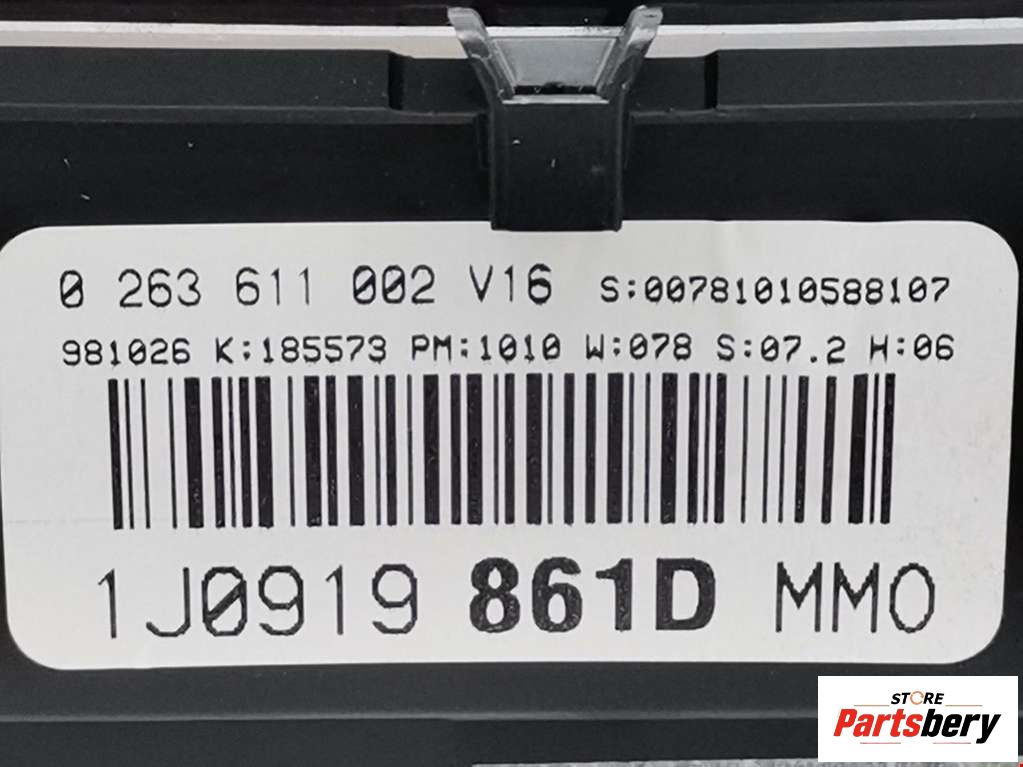 0 263 611 002 V16 S:00781010588107
981026 K:185573 PM:1010 W:078 S:07.2 H:06
1J0919 861D MM0
STORE
Partsbery